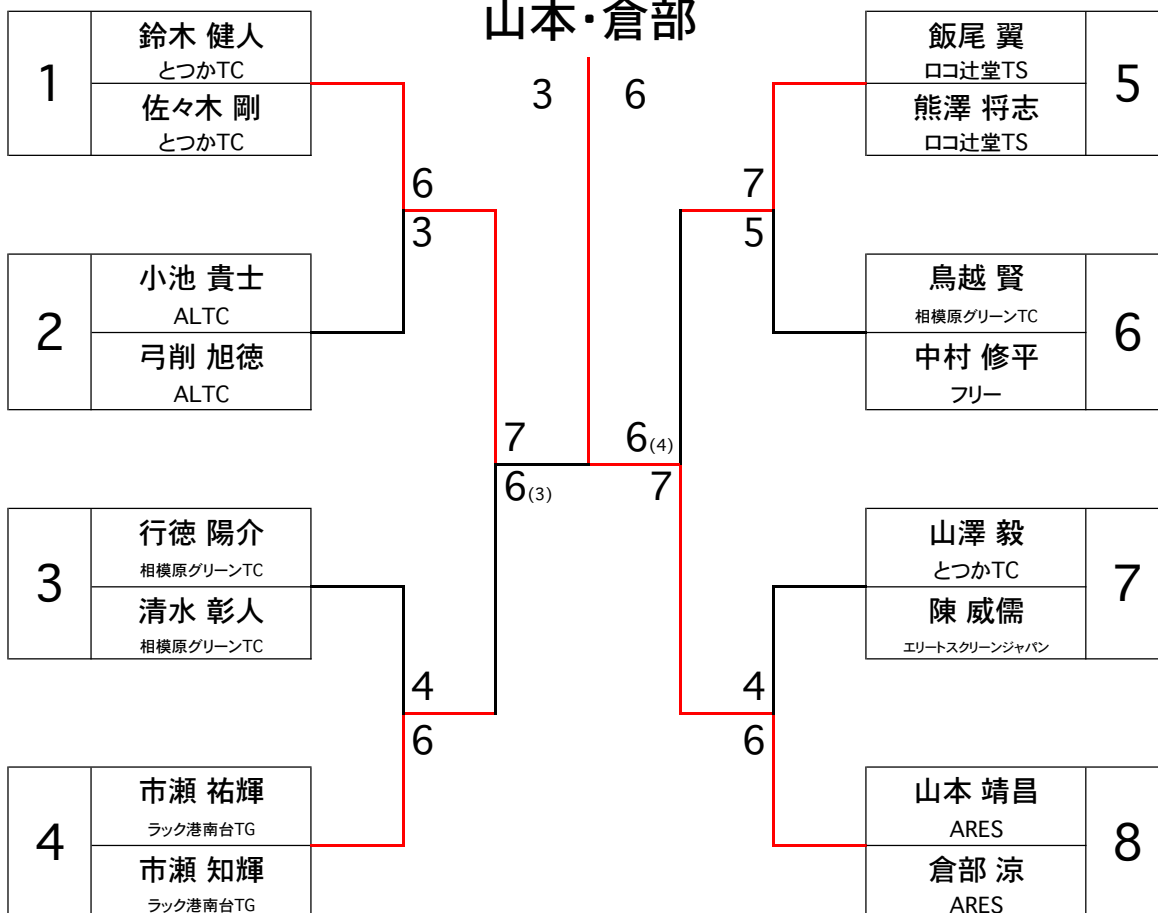 山本・倉部
3 6
1
鈴木 健人
とつかTC
佐々木 剛
とつかTC
6
3
2
小池 貴士
ALTC
弓削 旭徳
ALTC
7
6(3)
3
行徳 陽介
相模原グリーンTC
清水 彰人
相模原グリーンTC
4
6
4
市瀬 祐輝
ラック港南台TG
市瀬 知輝
ラック港南台TG
飯尾 翼
ロコ辻堂TS
熊澤 将志
ロコ辻堂TS
5
7
5
鳥越 賢
相模原グリーンTC
中村 修平
フリー
6
6(4)
7
山澤 毅
とつかTC
陳 威儒
エリートスクリーンジャパン
7
4
6
山本 靖昌
ARES
倉部 涼
ARES
8